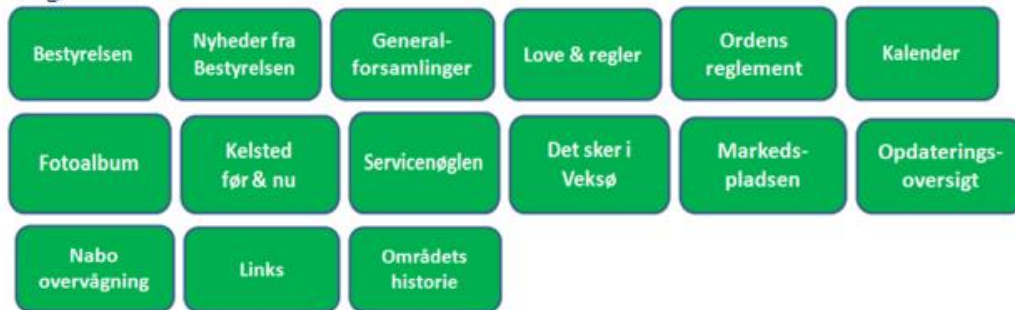 Bestyrelsen
Nyheder fra
Bestyrelsen
General-
forsamlinger
Love & regler
Ordens
reglement
Kalender
Fotoalbum
Kelsted
før & nu
Servicenøglen
Det sker i
Veksø
Markeds-
pladsen
Opdaterings-
oversigt
Nabo
overvågning
Links
Områdets
historie